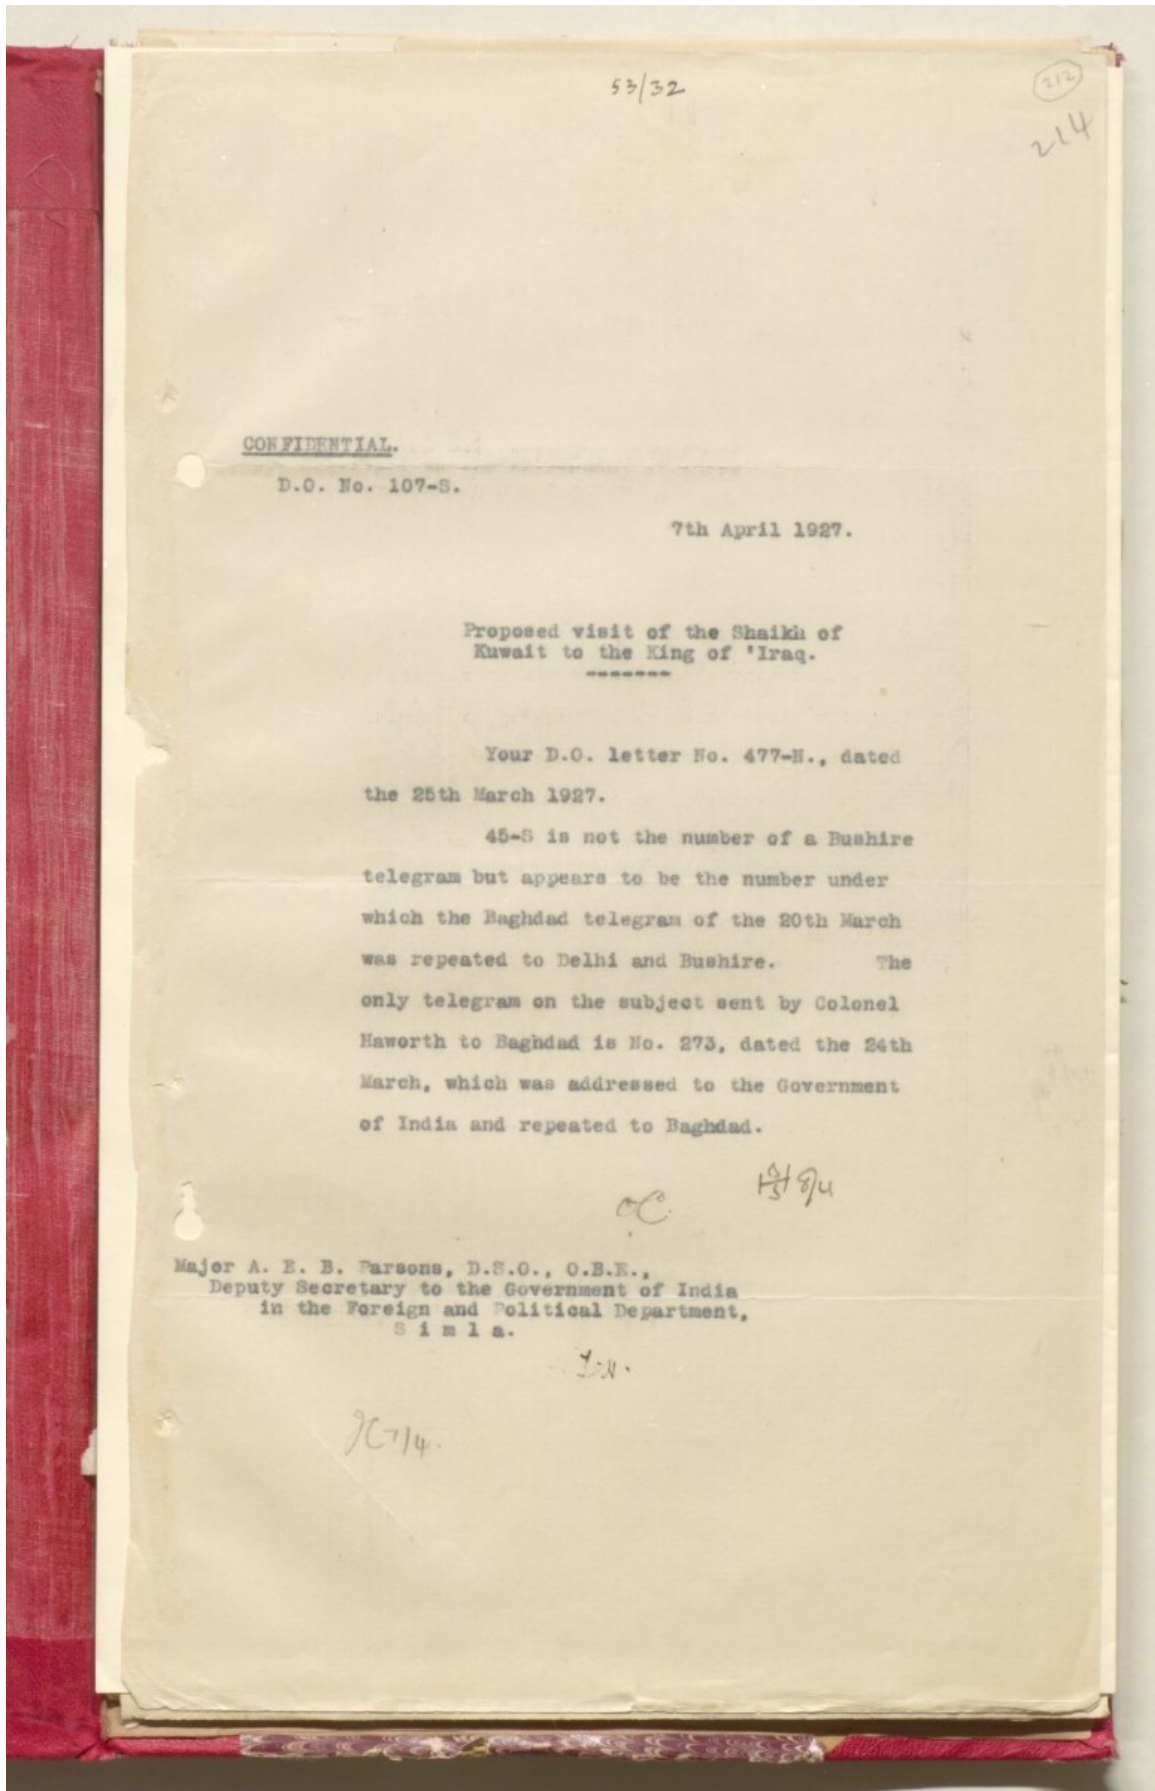 53/32
212
214
CONFIDENTIAL.
D.O. No. 107-S.
7th April 1927.
Proposed visit of the Shaikh of
Kuwait to the King of 'Iraq.
-------
Your D.O. letter No. 477-N., dated
the 25th March 1927.
45-S is not the number of a Bushire
telegram but appears to be the number under
which the Baghdad telegram of the 20th March
was repeated to Delhi and Bushire. The
only telegram on the subject sent by Colonel
Haworth to Baghdad is No. 273, dated the 24th
March, which was addressed to the Government
of India and repeated to Baghdad.
8/4
Major A. E. B. Parsons, D.S.O., O.B.E.,
Deputy Secretary to the Government of India
in the Foreign and Political Department,
S i m l a.
7/4.